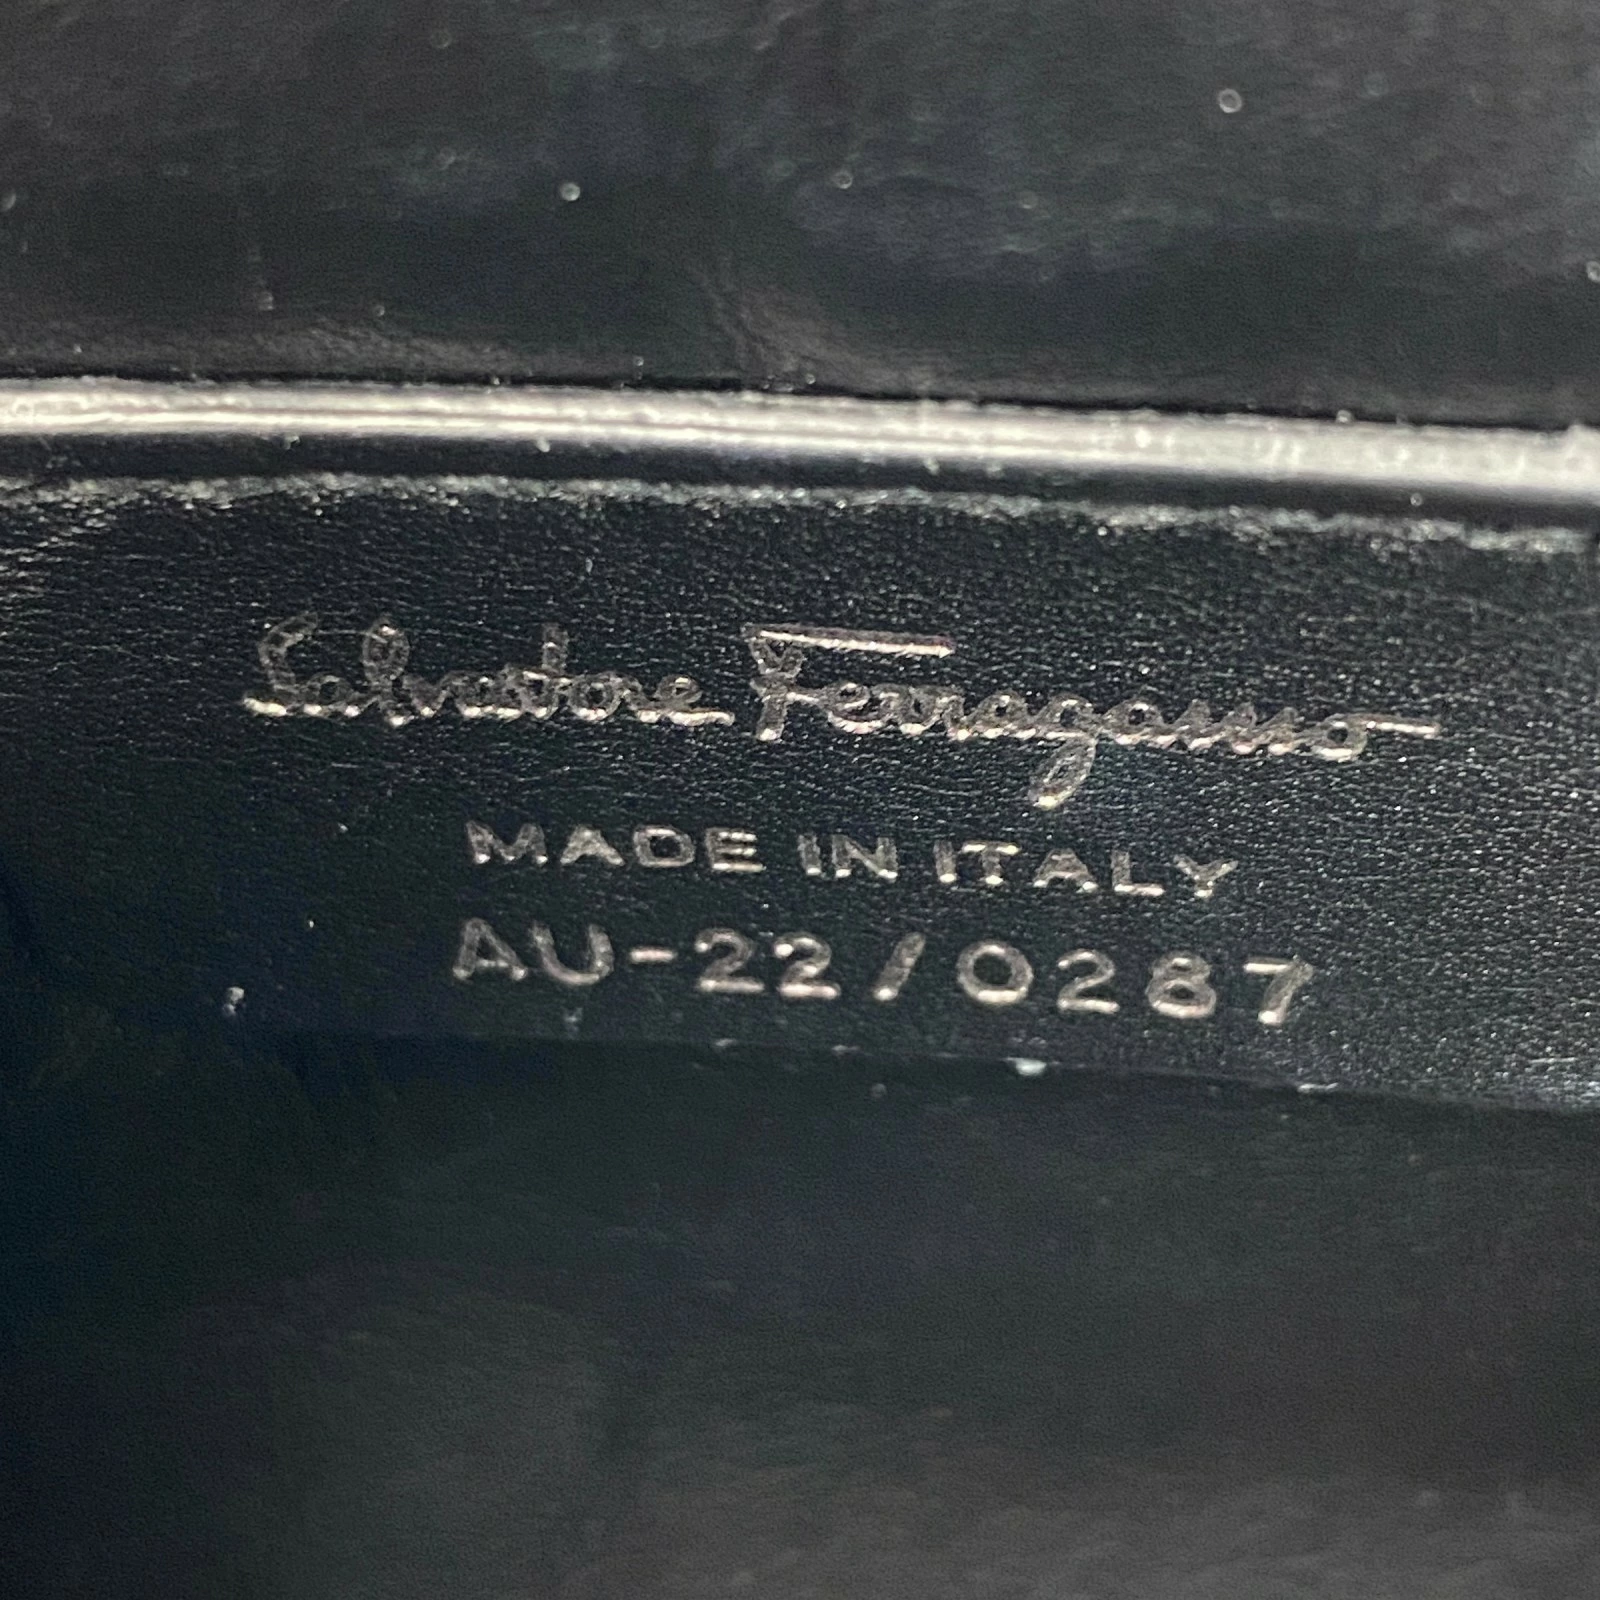 Salvatore Ferragamo
MADE IN ITALY
AU-22/0287